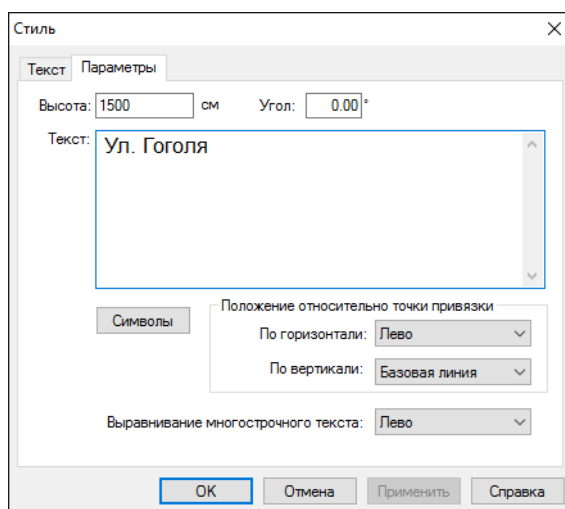 Стиль
Текст Параметры
Высота: 1500 см Угол: 0.00°
Текст: Ул. Гоголя
Символы
Положение относительно точки привязки
По горизонтали: Лево
По вертикали: Базовая линия
Выравнивание многострочного текста: Лево
OK Отмена Применить Справка